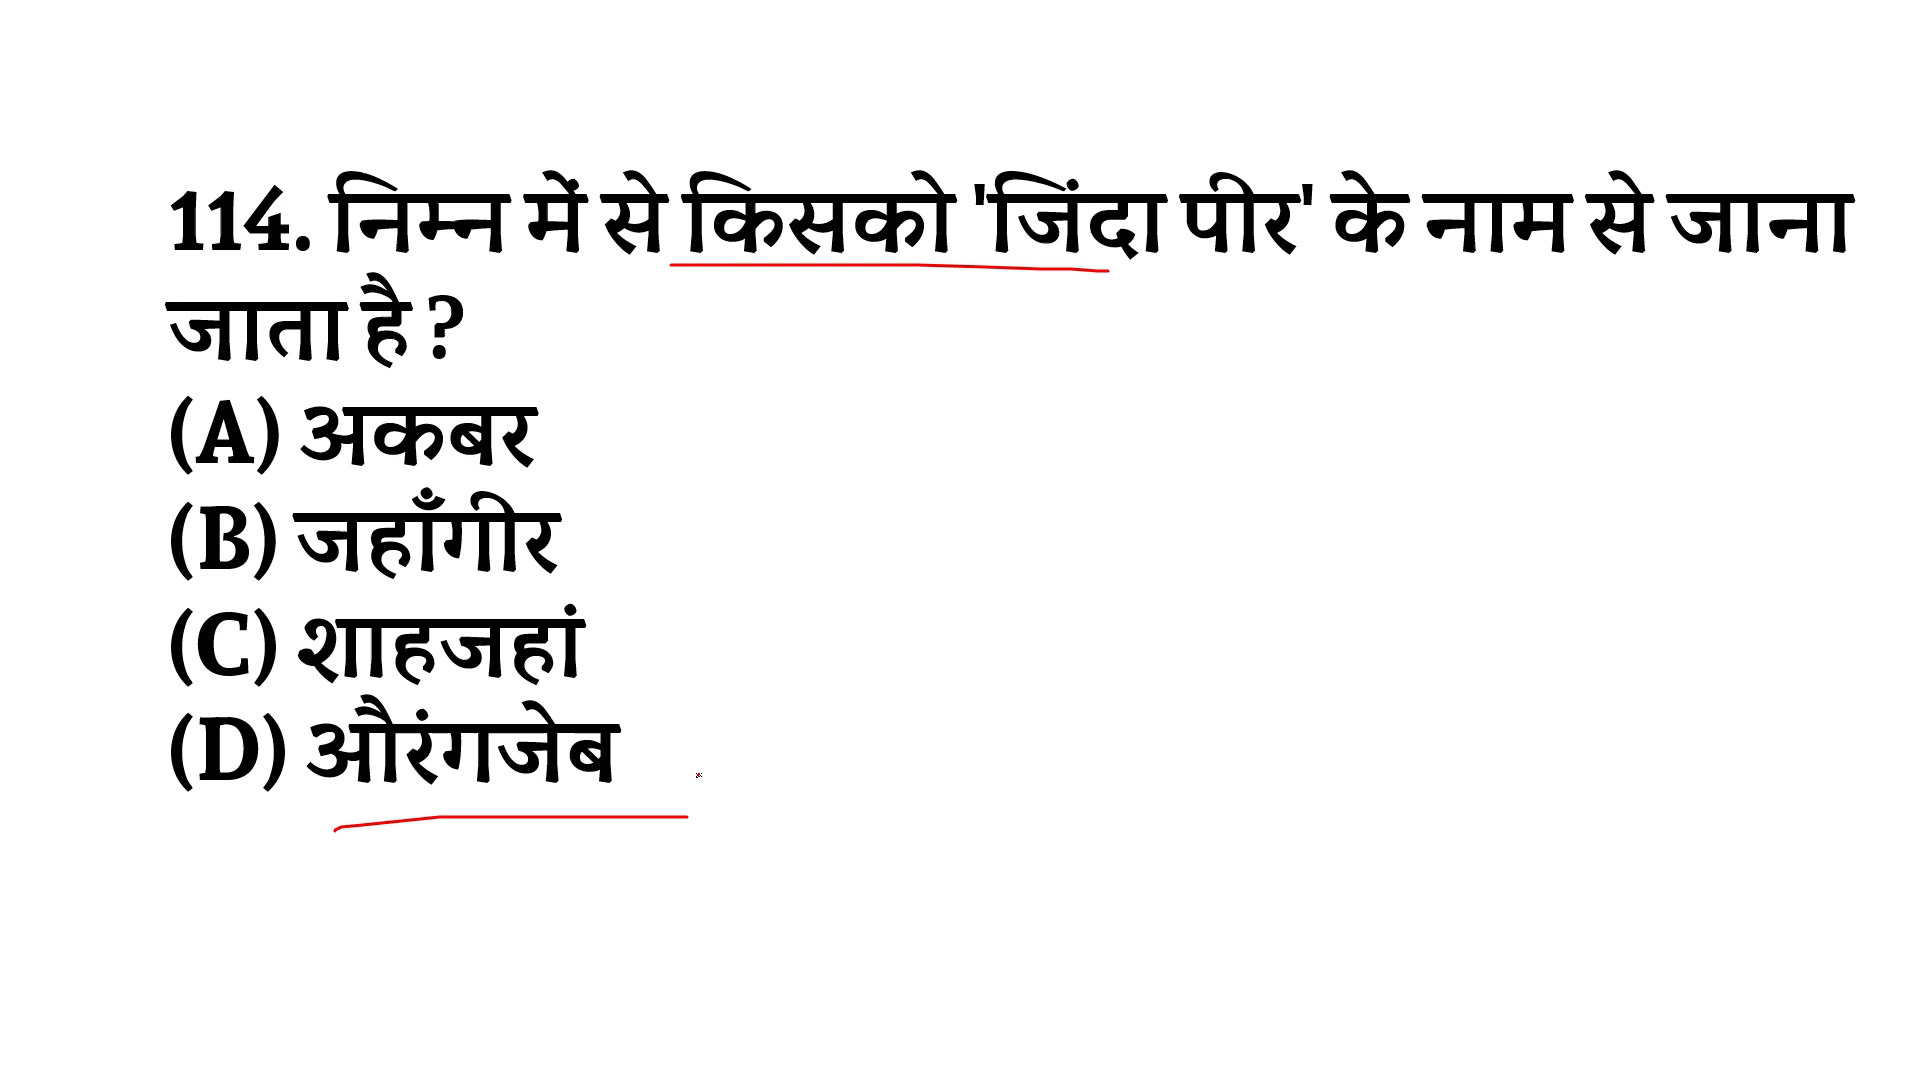 114. निम्न में से किसको 'जिंदा पीर' के नाम से जाना
जाता है ?
(A) अकबर
(B) जहाँगीर
(C) शाहजहां
(D) औरंगजेब